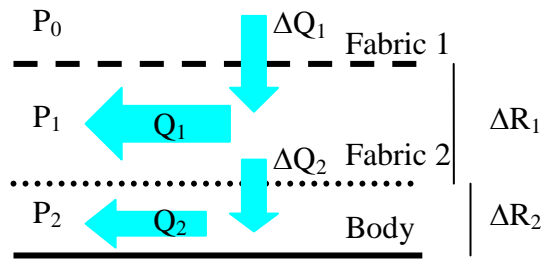 P0 ΔQ1 Fabric 1
P1 Q1 ΔR1
ΔQ2 Fabric 2
P2 Q2 Body ΔR2